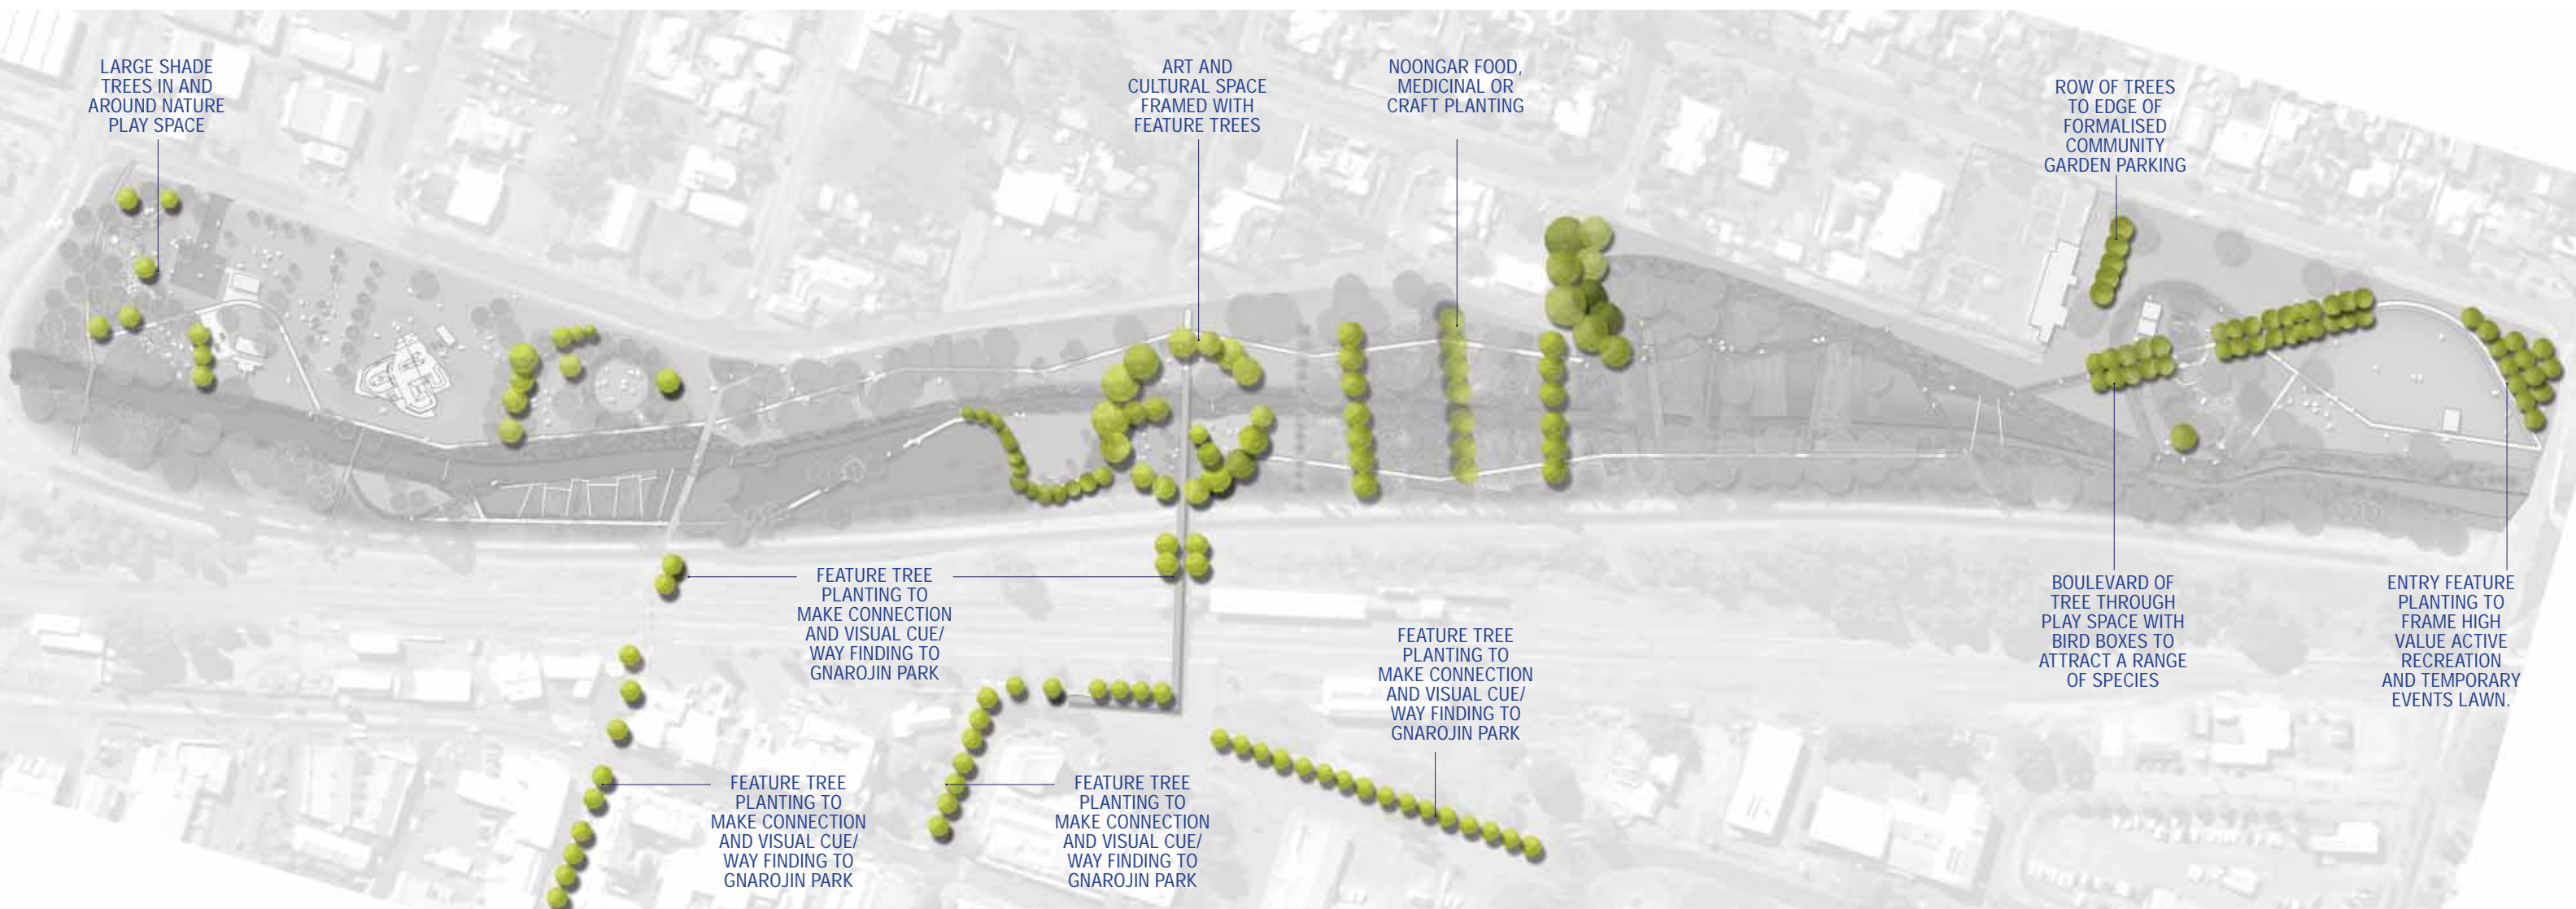 LARGE SHADE
TREES IN AND
AROUND NATURE
PLAY SPACE
ART AND
CULTURAL SPACE
FRAMED WITH
FEATURE TREES
NOONGAR FOOD,
MEDICINAL OR
CRAFT PLANTING
ROW OF TREES
TO EDGE OF
FORMALISED
COMMUNITY
GARDEN PARKING
FEATURE TREE
PLANTING TO
MAKE CONNECTION
AND VISUAL CUE/
WAY FINDING TO
GNAROJIN PARK
FEATURE TREE
PLANTING TO
MAKE CONNECTION
AND VISUAL CUE/
WAY FINDING TO
GNAROJIN PARK
BOULEVARD OF
TREE THROUGH
PLAY SPACE WITH
BIRD BOXES TO
ATTRACT A RANGE
OF SPECIES
ENTRY FEATURE
PLANTING TO
FRAME HIGH
VALUE ACTIVE
RECREATION
AND TEMPORARY
EVENTS LAWN.
FEATURE TREE
PLANTING TO
MAKE CONNECTION
AND VISUAL CUE/
WAY FINDING TO
GNAROJIN PARK
FEATURE TREE
PLANTING TO
MAKE CONNECTION
AND VISUAL CUE/
WAY FINDING TO
GNAROJIN PARK